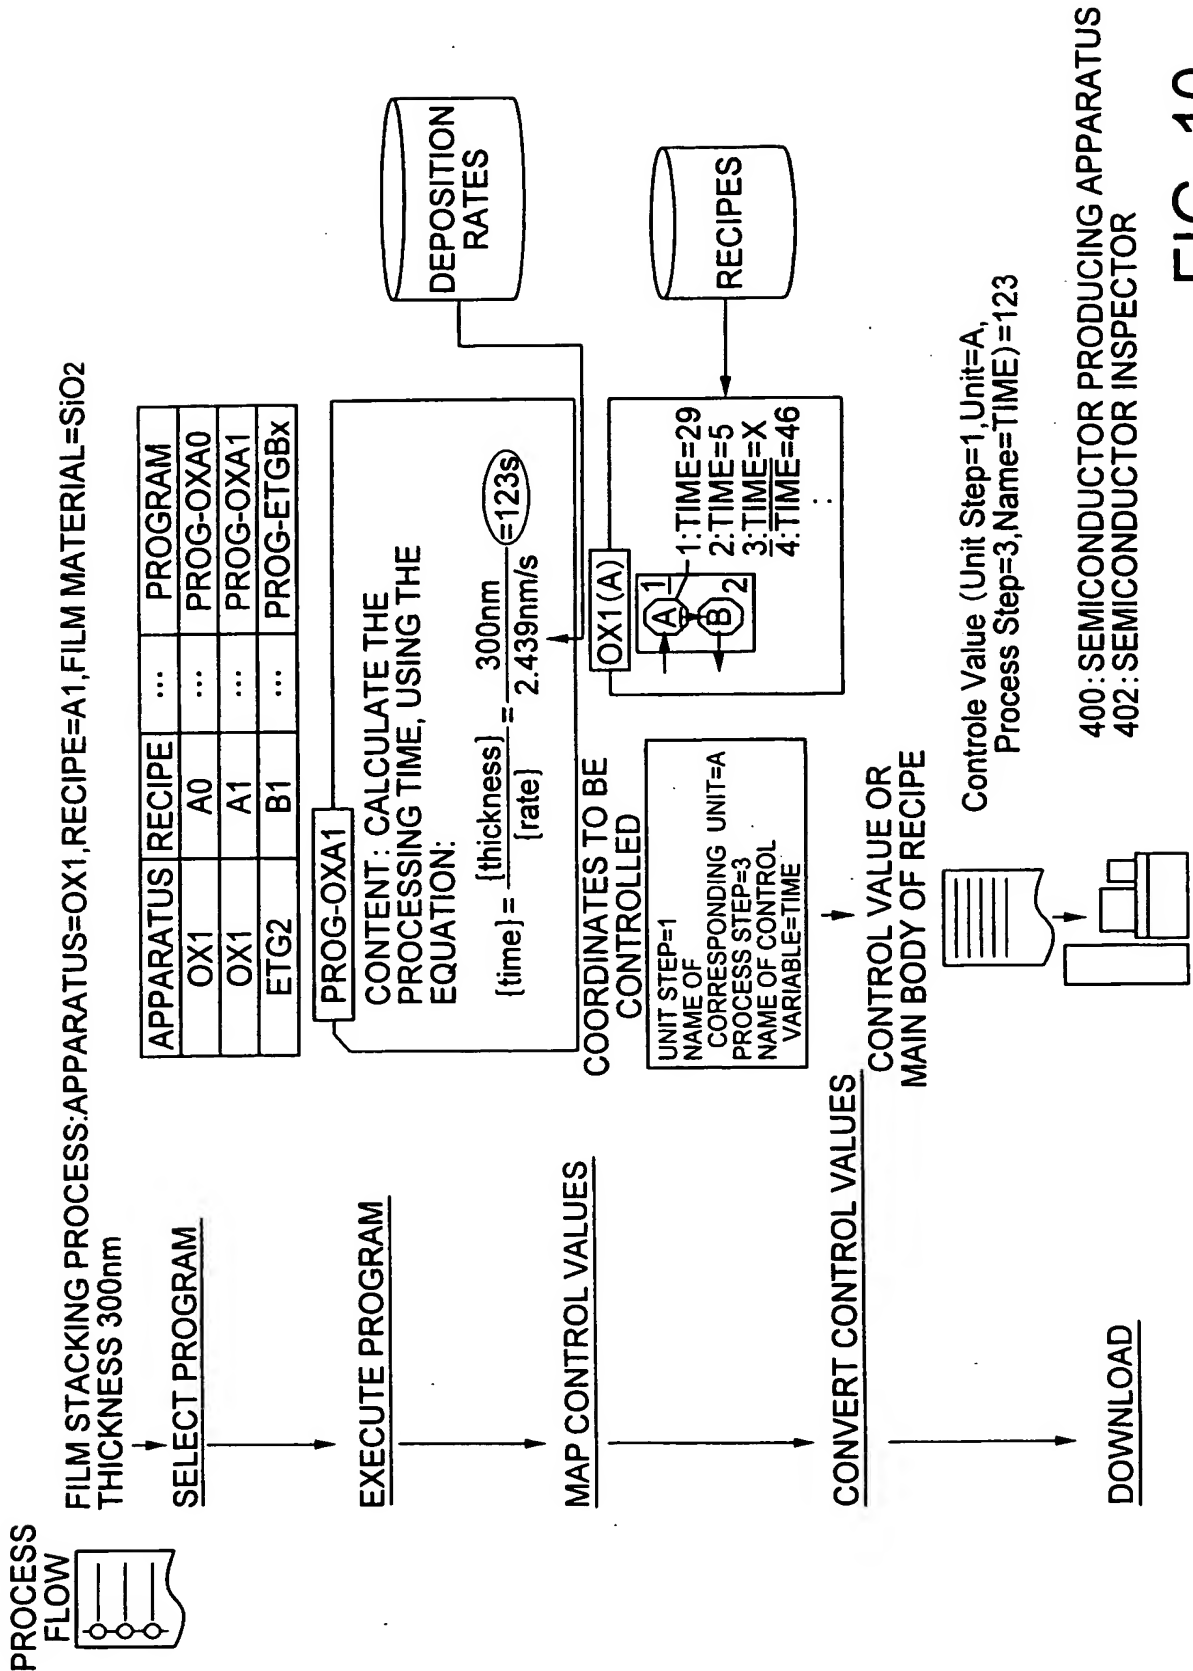 PROCESS
FLOW
FILM STACKING PROCESS:APPARATUS=OX1,RECIPE=A1,FILM MATERIAL=SiO2
THICKNESS 300nm
SELECT PROGRAM
APPARATUS RECIPE ... PROGRAM
OX1 A0 ... PROG-OXA0
OX1 A1 ... PROG-OXA1
ETG2 B1 ... PROG-ETGBx
EXECUTE PROGRAM
PROG-OXA1
CONTENT: CALCULATE THE
PROCESSING TIME, USING THE
EQUATION:
{time} = {thickness} / {rate} = 300nm / 2.439nm/s =123s
DEPOSITION
RATES
MAP CONTROL VALUES
COORDINATES TO BE
CONTROLLED
UNIT STEP=1
NAME OF
CORRESPONDING UNIT=A
PROCESS STEP=3
NAME OF CONTROL
VARIABLE=TIME
OX1(A)
A 1
B 2
1:TIME=29
2:TIME=5
3:TIME=X
4:TIME=46
:
RECIPES
CONVERT CONTROL VALUES
CONTROL VALUE OR
MAIN BODY OF RECIPE
Controle Value (Unit Step=1,Unit=A,
Process Step=3,Name=TIME)=123
DOWNLOAD
400:SEMICONDUCTOR PRODUCING APPARATUS
402:SEMICONDUCTOR INSPECTOR